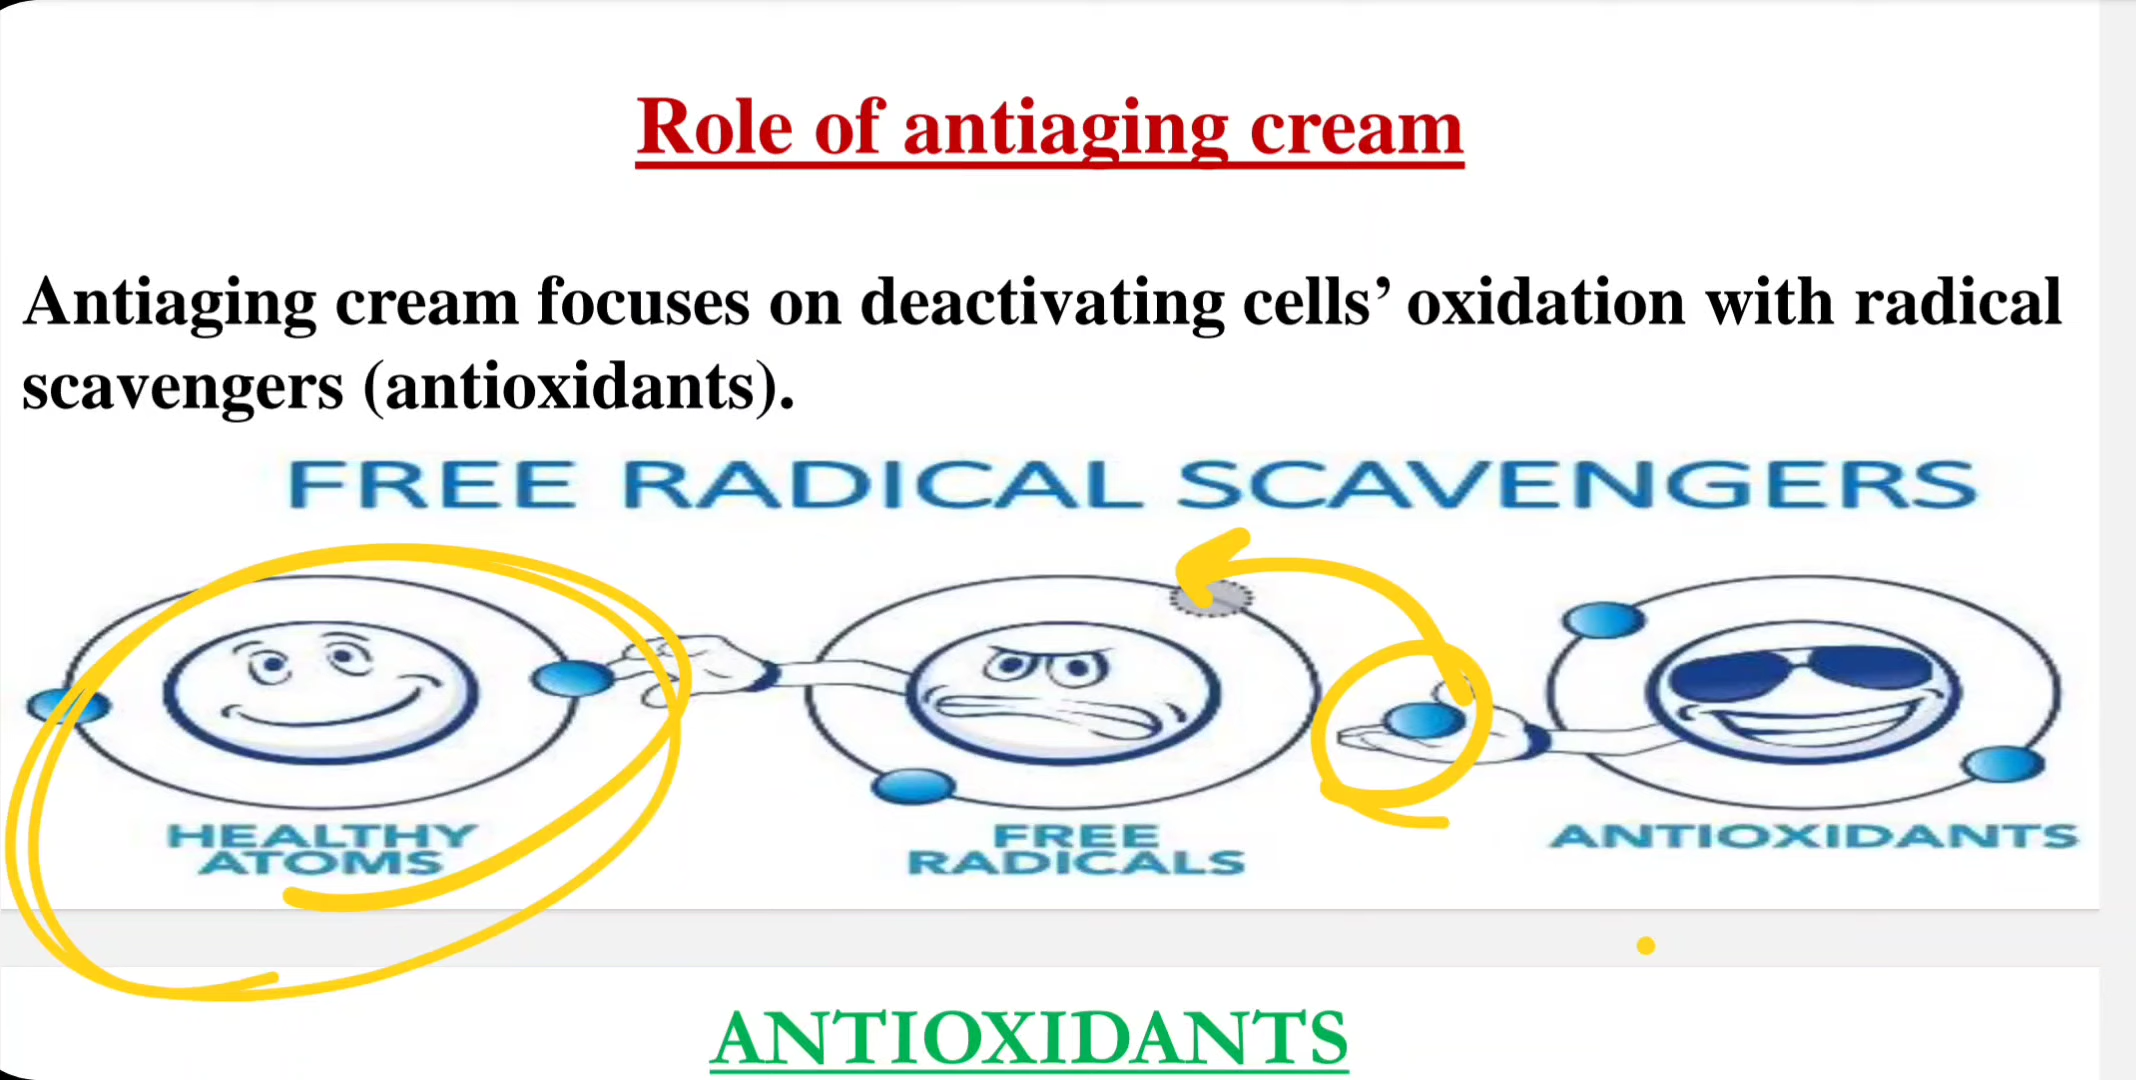 Role of antiaging cream
Antiaging cream focuses on deactivating cells’ oxidation with radical
scavengers (antioxidants).
FREE RADICAL SCAVENGERS
HEALTHY
ATOMS
FREE
RADICALS
ANTIOXIDANTS
ANTIOXIDANTS